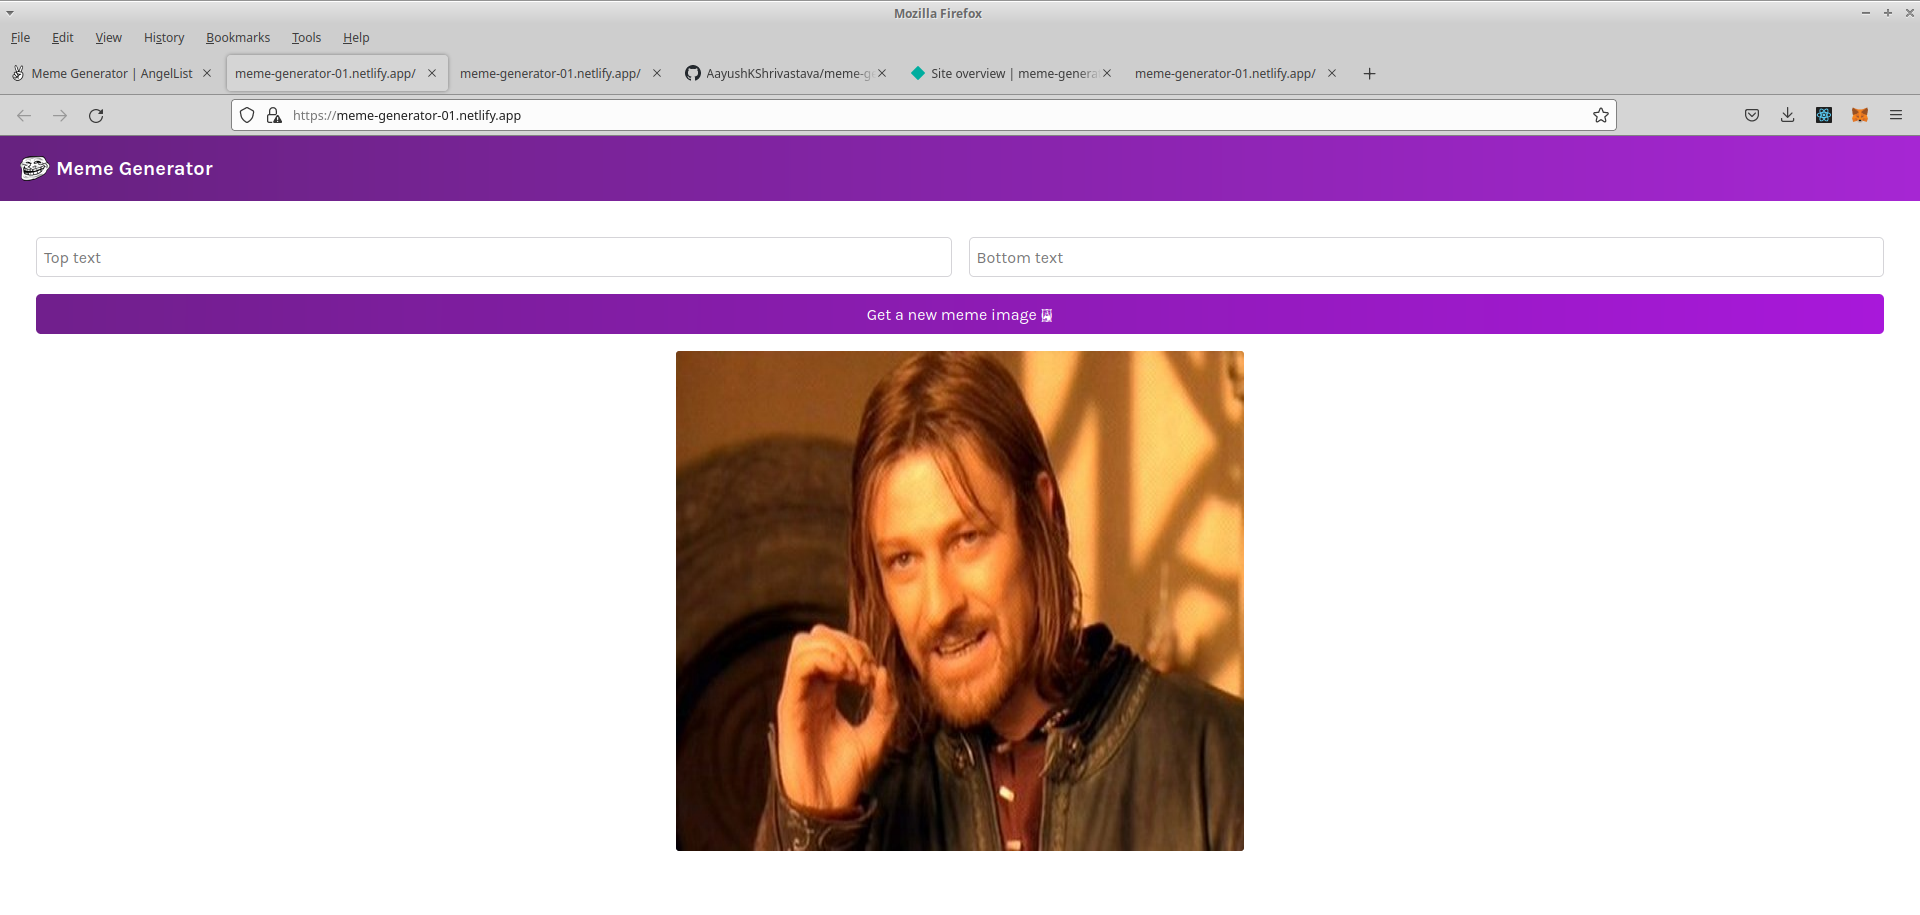 Mozilla Firefox
File Edit View History Bookmarks Tools Help
Meme Generator | AngelList meme-generator-01.netlify.app/ meme-generator-01.netlify.app/ AayushKShrivastava/meme-g Site overview | meme-genera meme-generator-01.netlify.app/
https://meme-generator-01.netlify.app
Meme Generator
Top text Bottom text
Get a new meme image